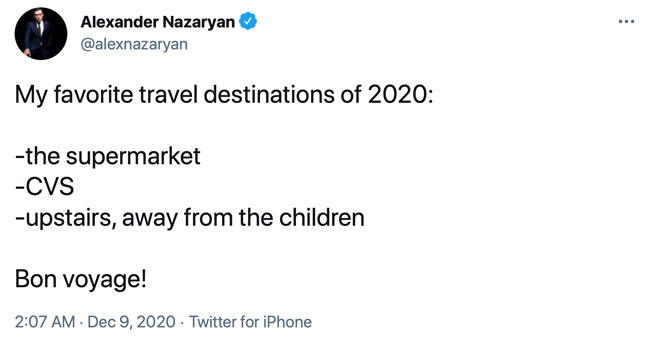 Alexander Nazaryan
@alexnazaryan
My favorite travel destinations of 2020:
-the supermarket
-CVS
-upstairs, away from the children
Bon voyage!
2:07 AM · Dec 9, 2020 · Twitter for iPhone